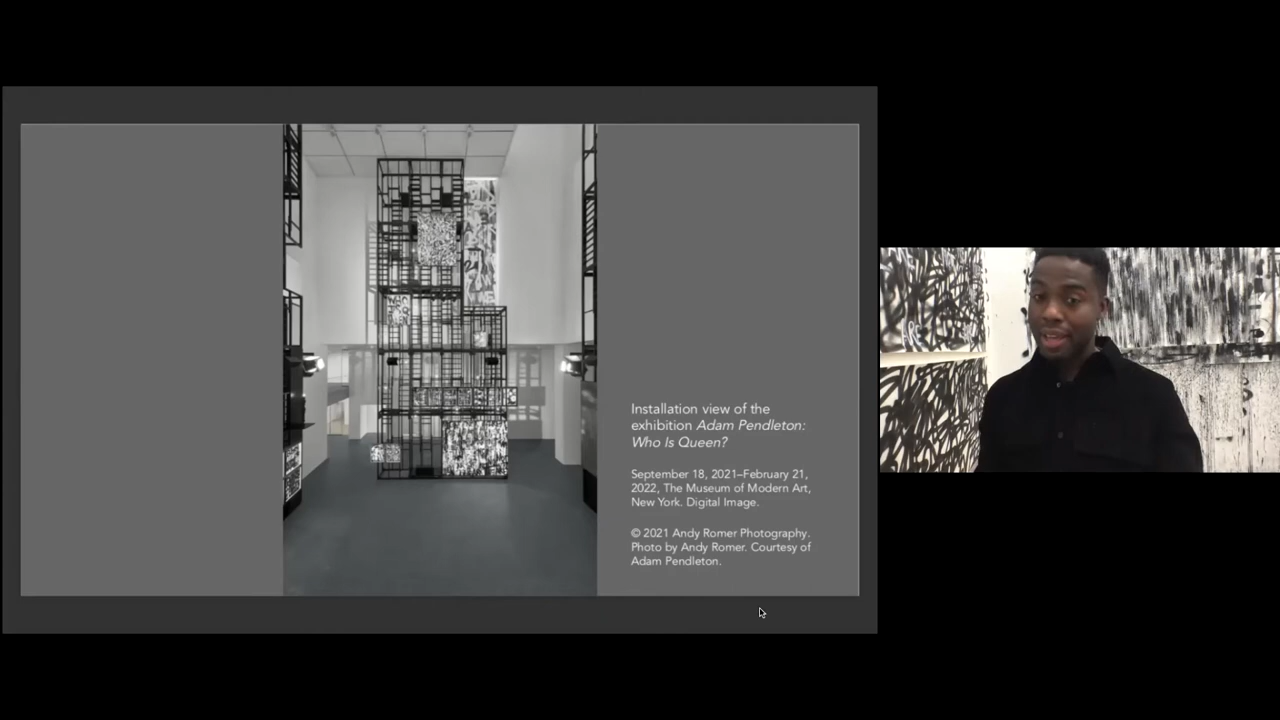 Installation view of the
exhibition Adam Pendleton:
Who Is Queen?
September 18, 2021–February 21,
2022, The Museum of Modern Art,
New York. Digital Image.
© 2021 Andy Romer Photography.
Photo by Andy Romer. Courtesy of
Adam Pendleton.